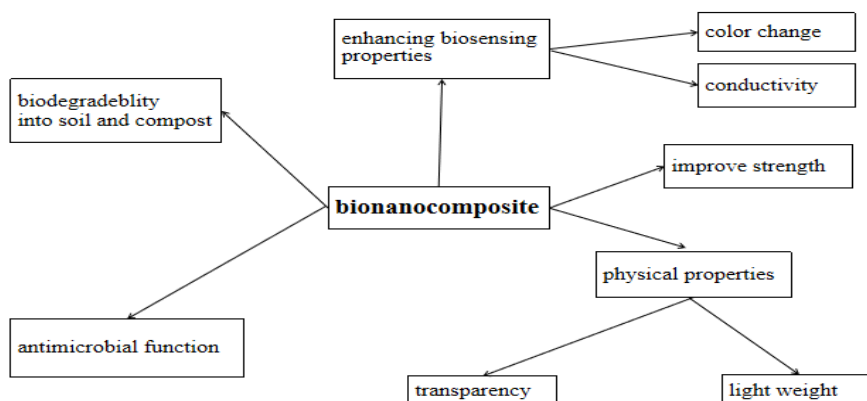 enhancing biosensing
properties
color change
conductivity
biodegradeblity
into soil and compost
improve strength
bionanocomposite
physical properties
antimicrobial function
transparency
light weight